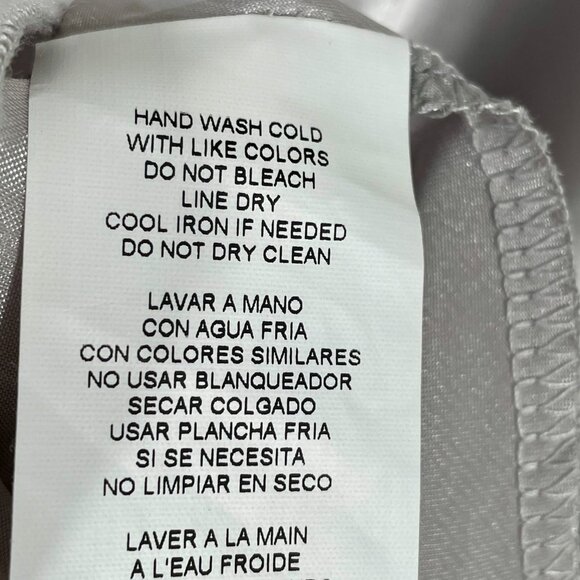 HAND WASH COLD
WITH LIKE COLORS
DO NOT BLEACH
LINE DRY
COOL IRON IF NEEDED
DO NOT DRY CLEAN
LAVAR A MANO
CON AGUA FRIA
CON COLORES SIMILARES
NO USAR BLANQUEADOR
SECAR COLGADO
USAR PLANCHA FRIA
SI SE NECESITA
NO LIMPIAR EN SECO
LAVER A LA MAIN
A L'EAU FROIDE